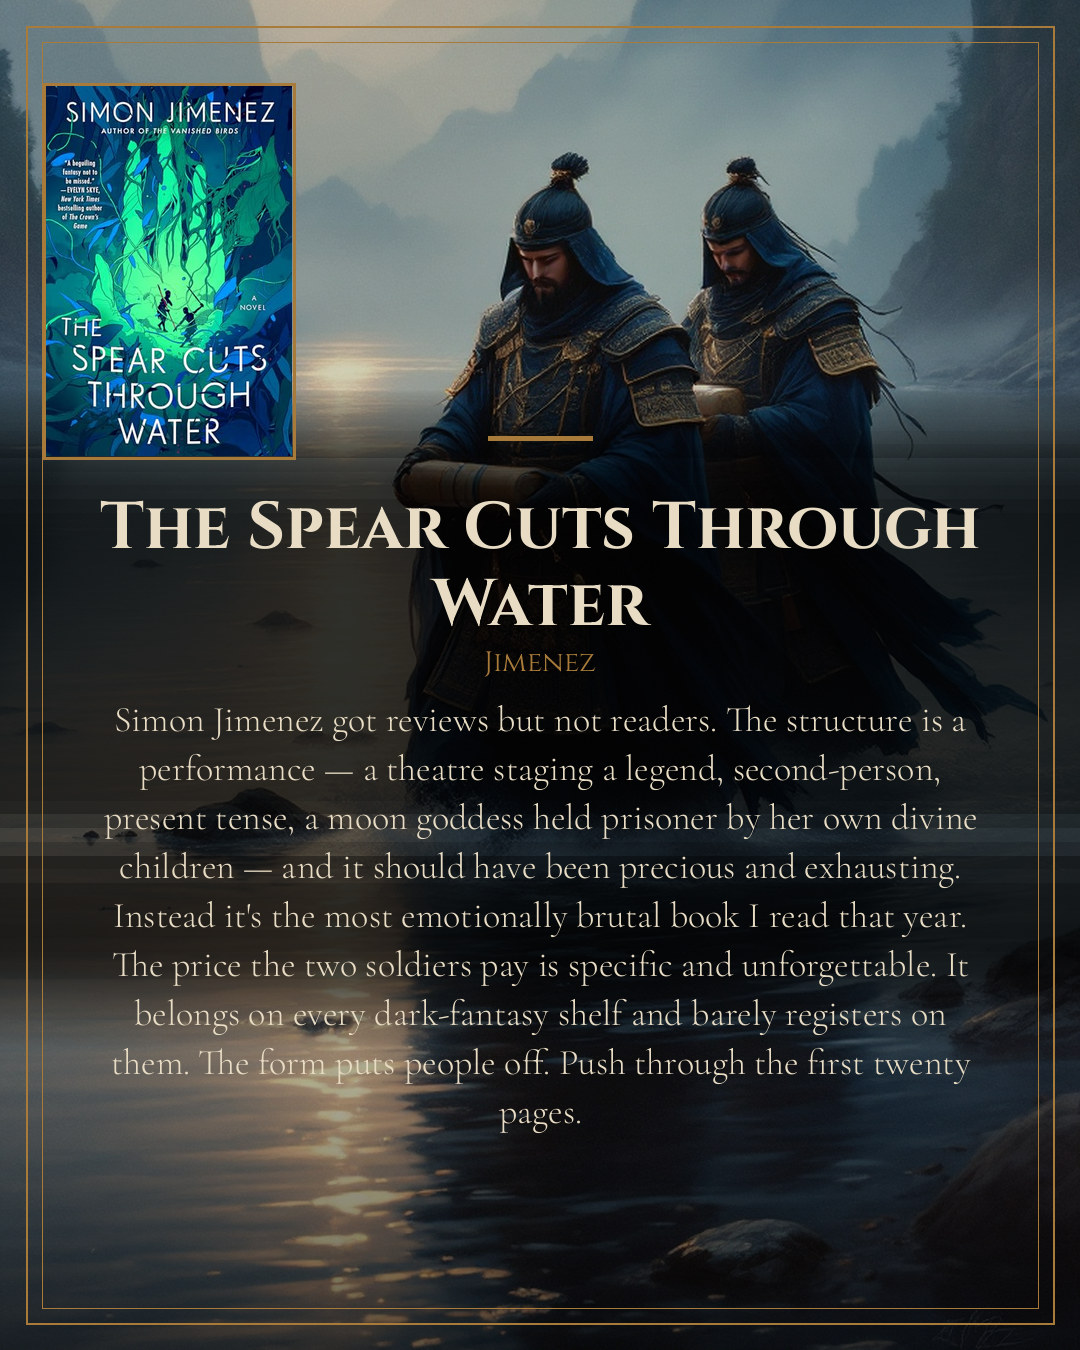 SIMON JIMENEZ
AUTHOR OF THE VANISHED BIRDS
"A beguiling
fantasy not to
be missed."
—EVELYN SKYE,
New York Times
bestselling author
of The Crown's
Game
A
NOVEL
THE
SPEAR CUTS
THROUGH
WATER
The Spear Cuts Through
Water
Jimenez
Simon Jimenez got reviews but not readers. The structure is a
performance — a theatre staging a legend, second-person,
present tense, a moon goddess held prisoner by her own divine
children — and it should have been precious and exhausting.
Instead it's the most emotionally brutal book I read that year.
The price the two soldiers pay is specific and unforgettable. It
belongs on every dark-fantasy shelf and barely registers on
them. The form puts people off. Push through the first twenty
pages.